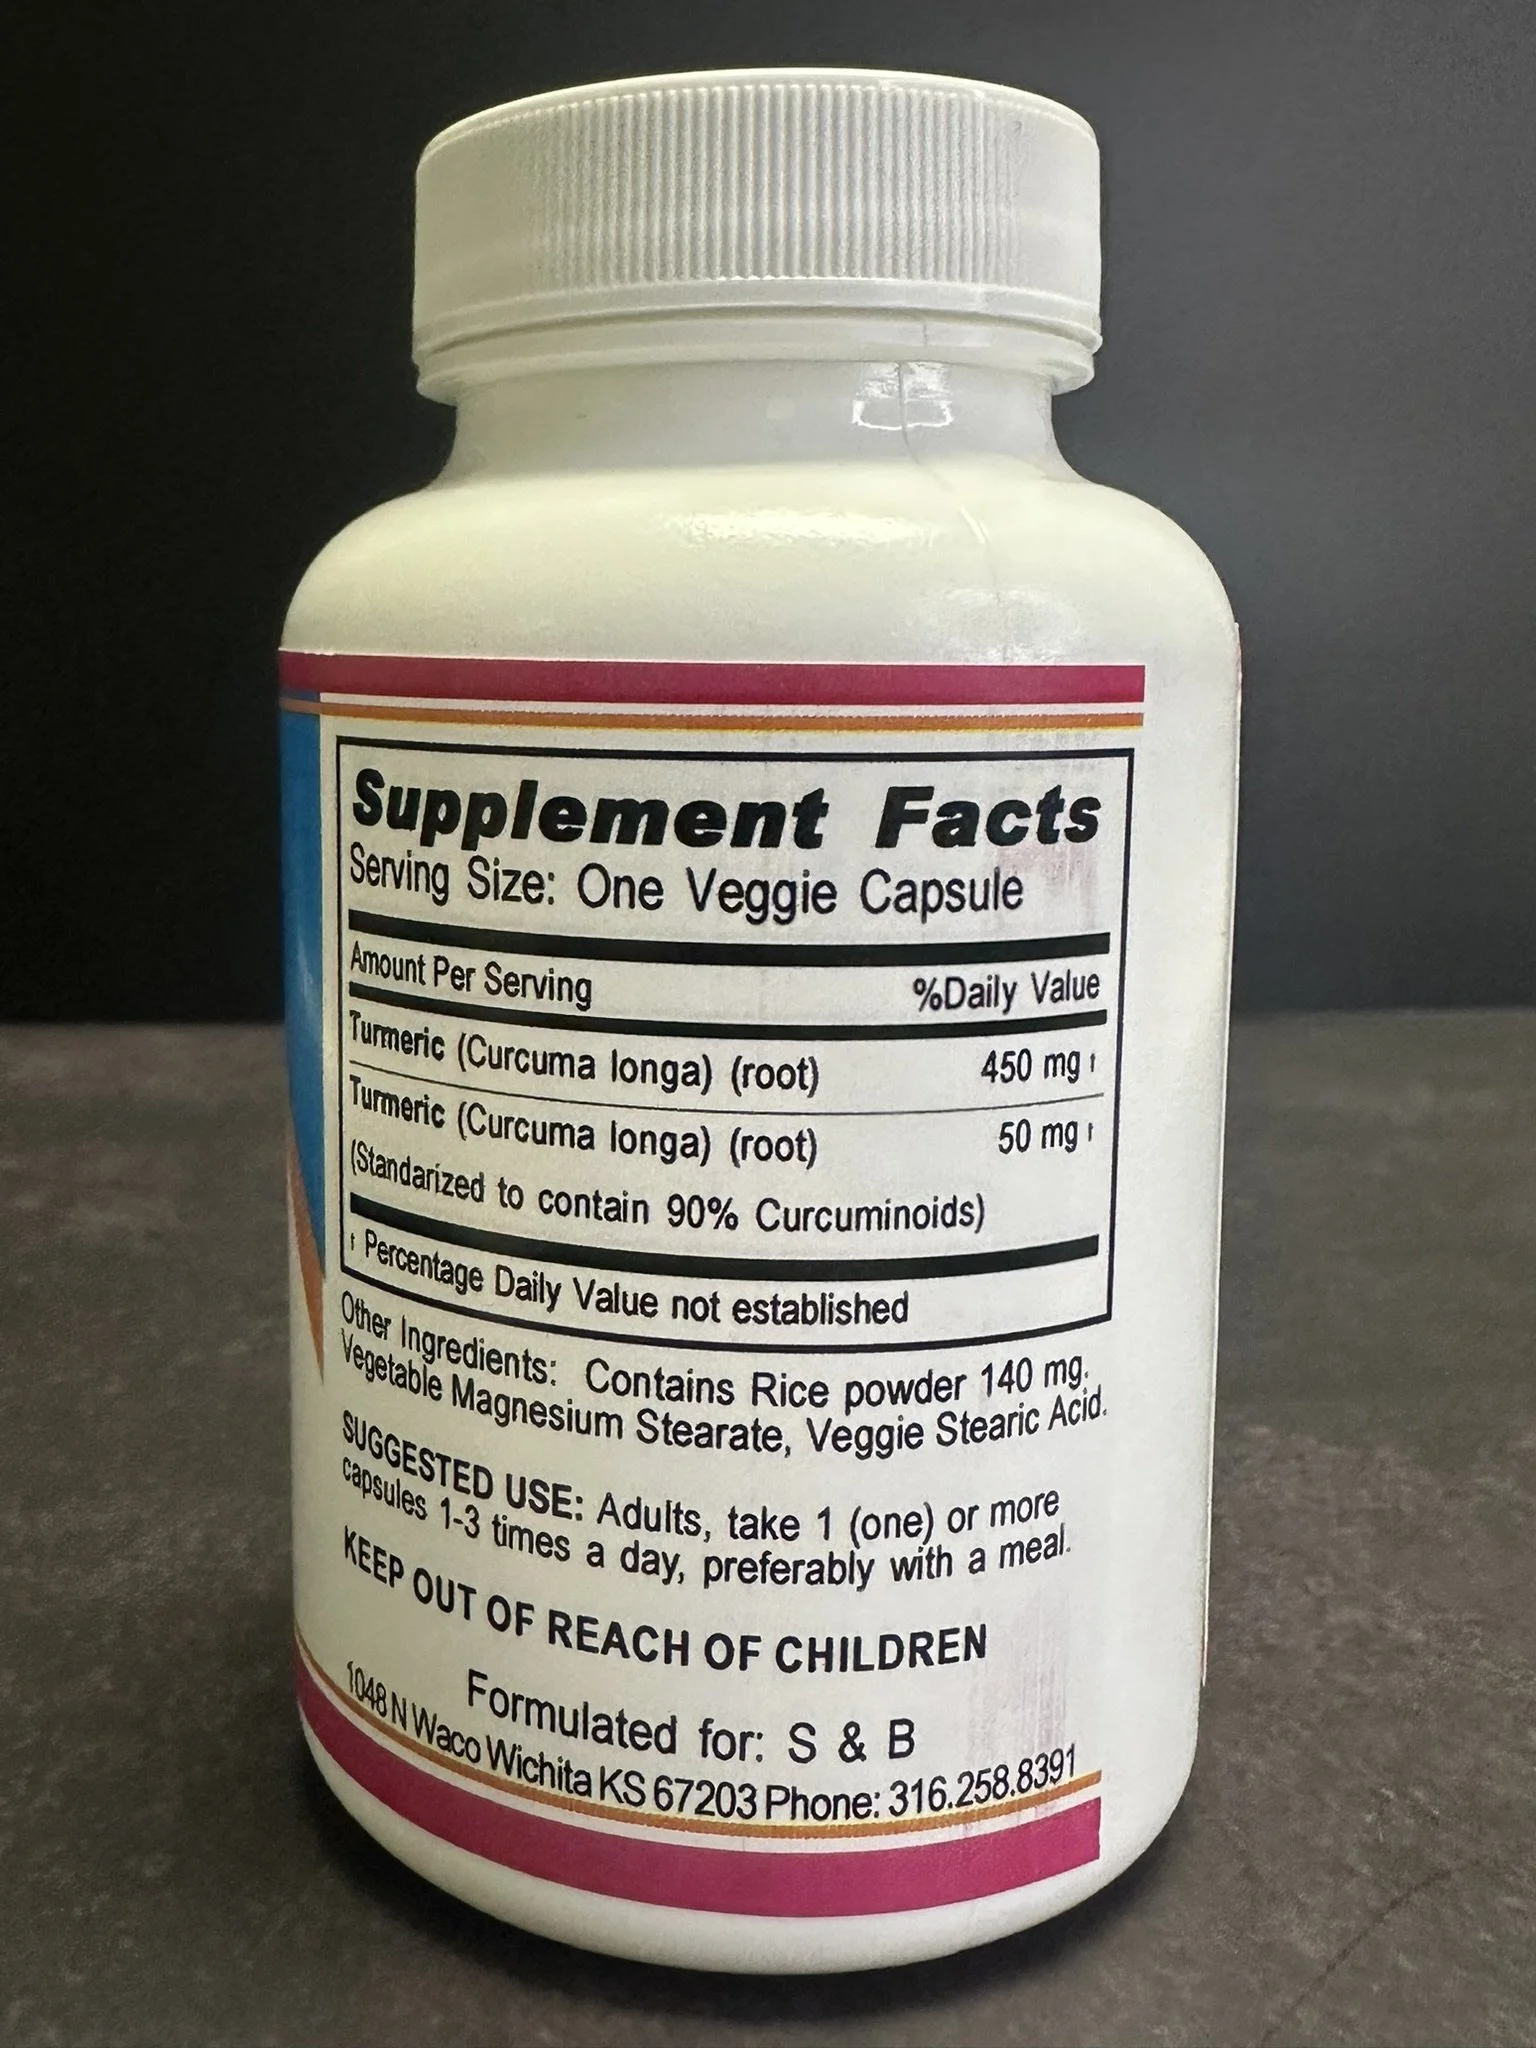 Supplement Facts
Serving Size: One Veggie Capsule
Amount Per Serving %Daily Value
Turmeric (Curcuma longa) (root) 450 mg †
Turmeric (Curcuma longa) (root) 50 mg †
(Standarized to contain 90% Curcuminoids)
† Percentage Daily Value not established
Other Ingredients: Contains Rice powder 140 mg.
Vegetable Magnesium Stearate, Veggie Stearic Acid.
SUGGESTED USE: Adults, take 1 (one) or more
capsules 1-3 times a day, preferably with a meal.
KEEP OUT OF REACH OF CHILDREN
Formulated for: S & B
1048 N Waco Wichita KS 67203 Phone: 316.258.8391